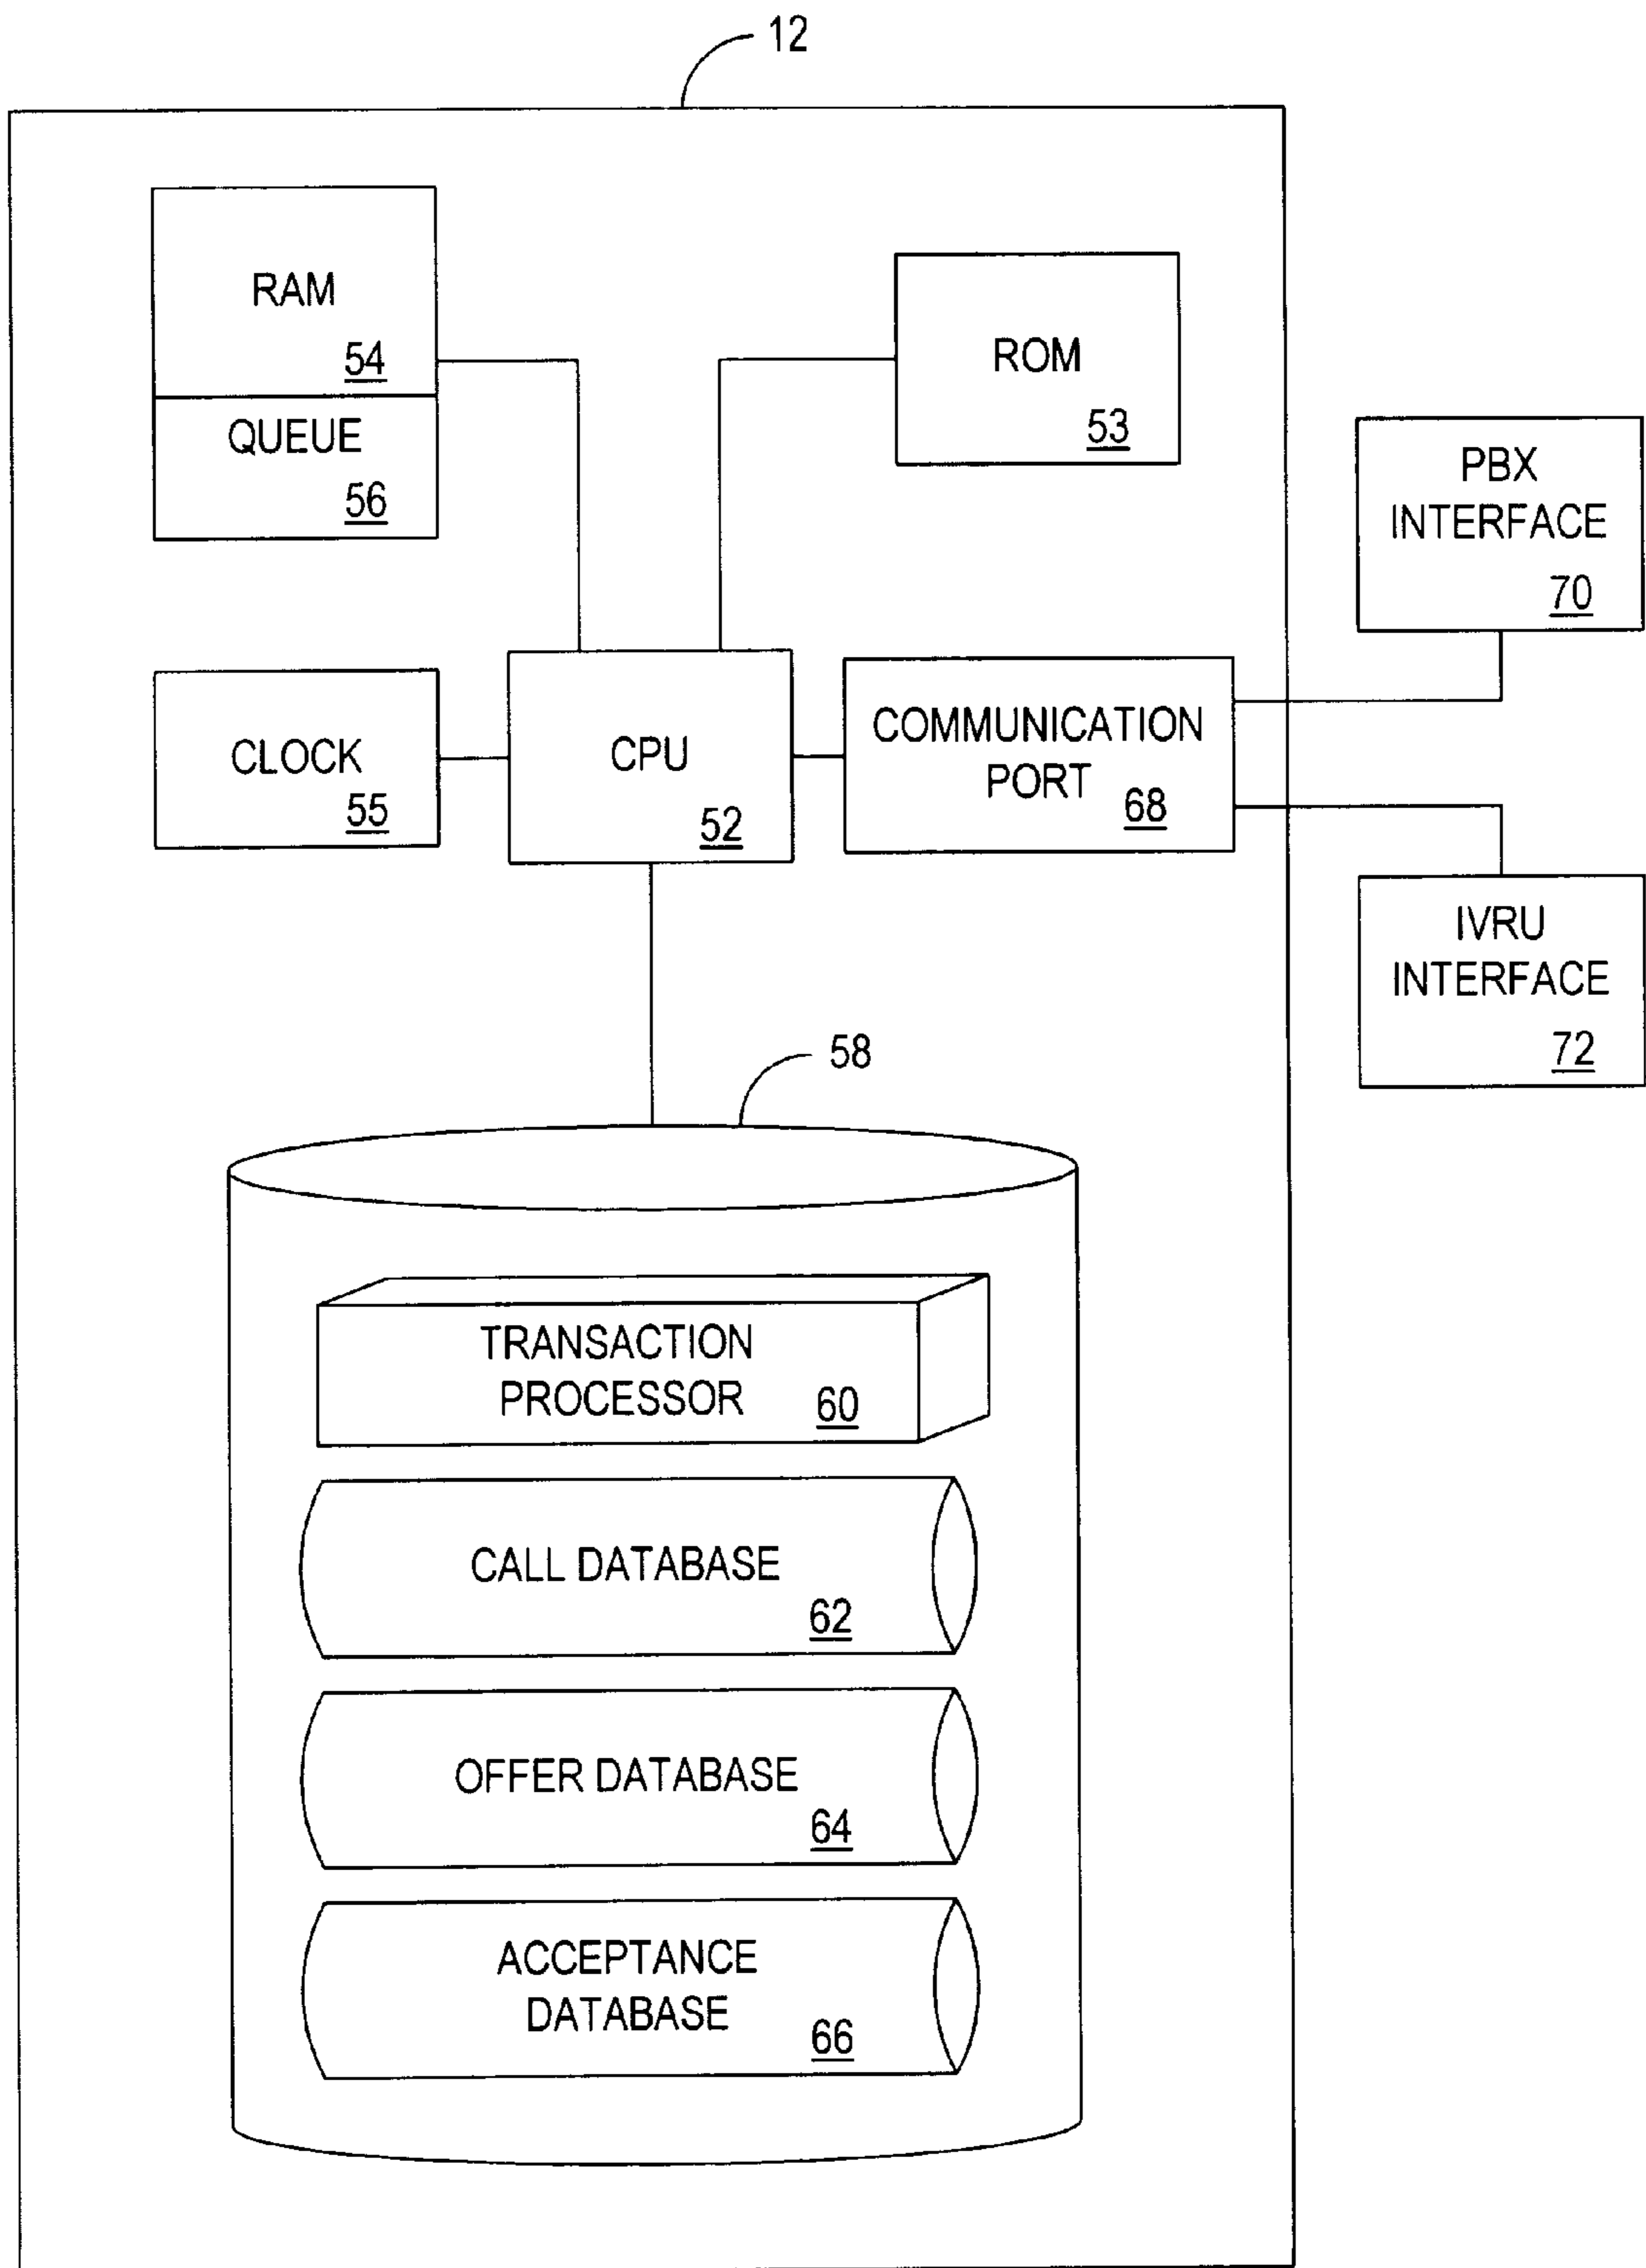 12
RAM
54
QUEUE
56
ROM
53
PBX
INTERFACE
70
CLOCK
55
CPU
52
COMMUNICATION
PORT
68
IVRU
INTERFACE
72
58
TRANSACTION
PROCESSOR
60
CALL DATABASE
62
OFFER DATABASE
64
ACCEPTANCE
DATABASE
66